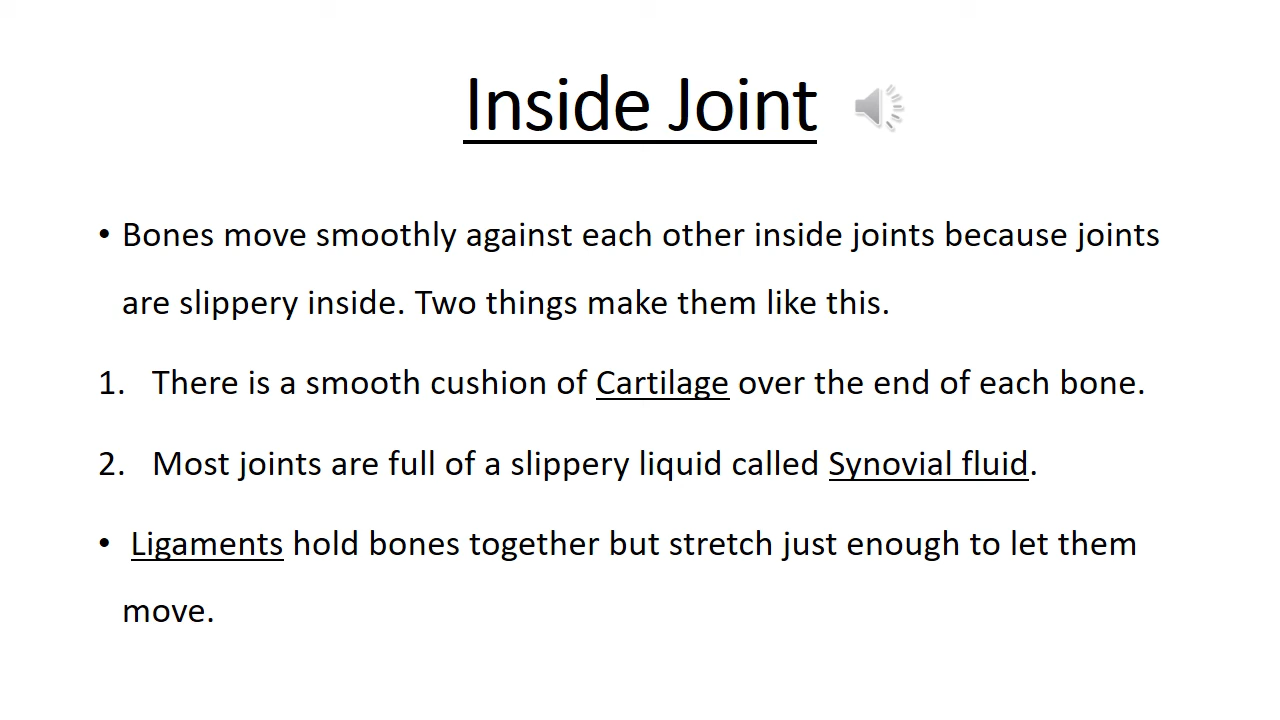 Inside Joint
• Bones move smoothly against each other inside joints because joints
are slippery inside. Two things make them like this.
1. There is a smooth cushion of Cartilage over the end of each bone.
2. Most joints are full of a slippery liquid called Synovial fluid.
• Ligaments hold bones together but stretch just enough to let them
move.